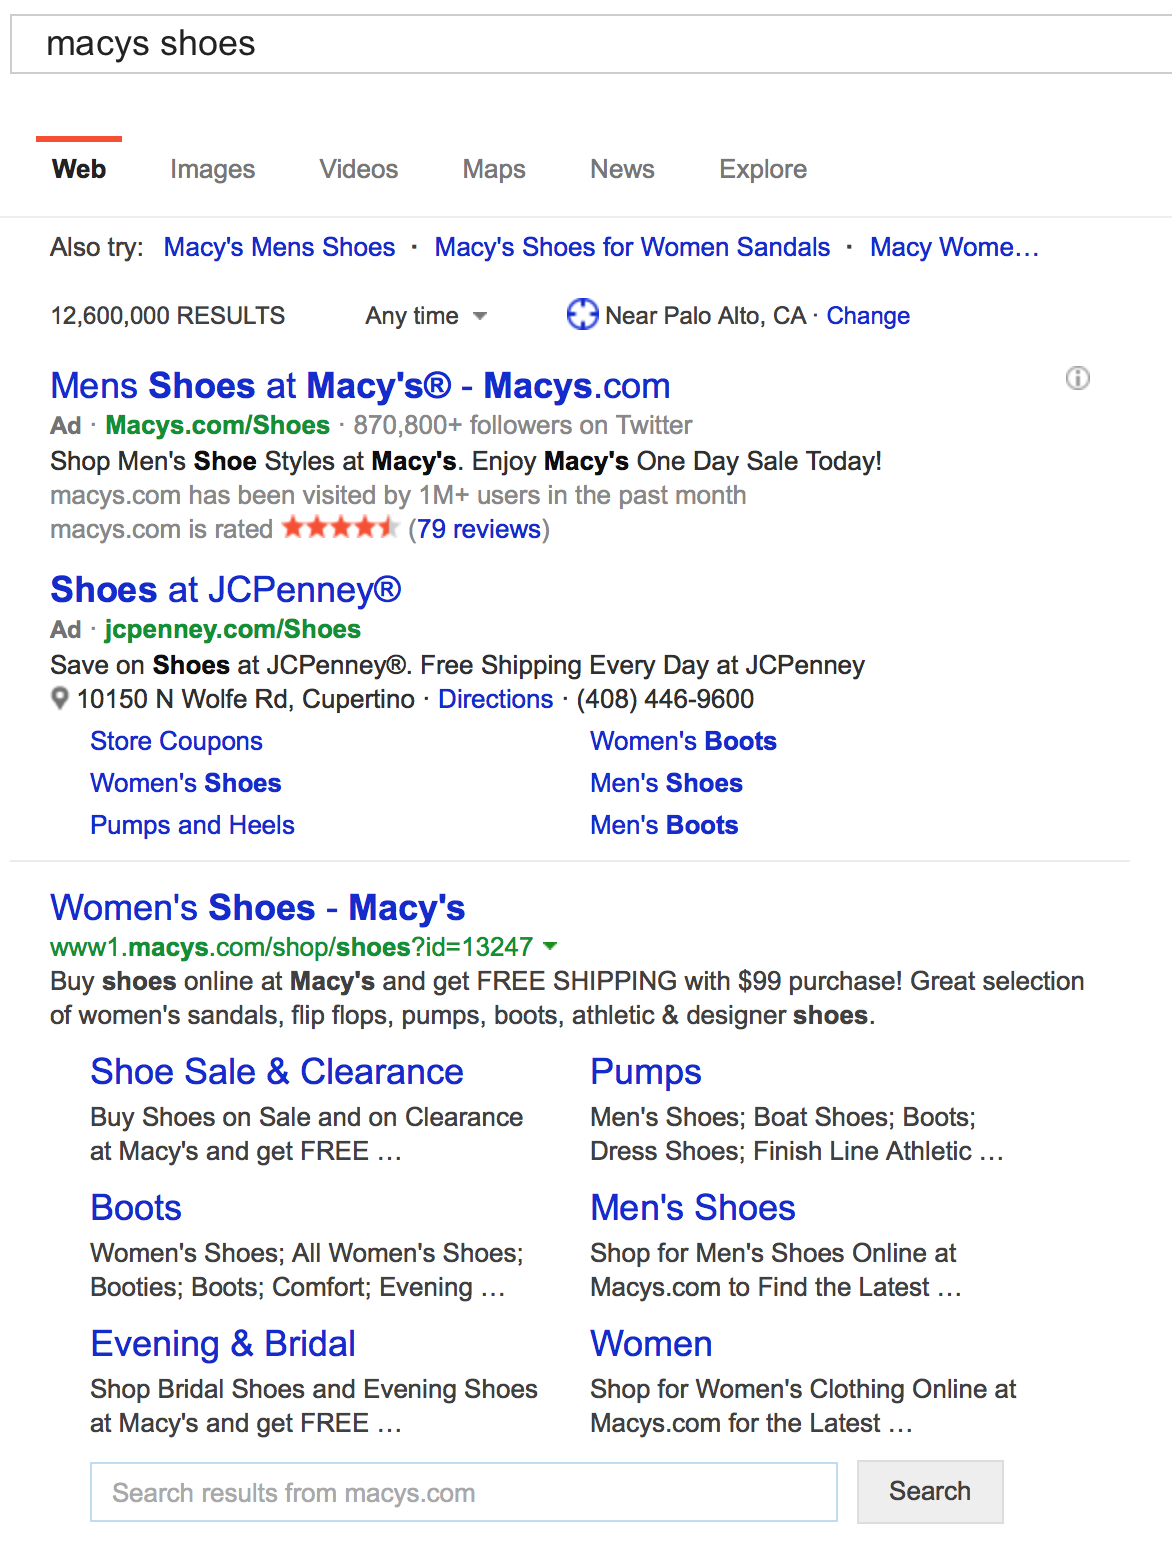 macys shoes
Web Images Videos Maps News Explore
Also try: Macy's Mens Shoes · Macy's Shoes for Women Sandals · Macy Wome…
12,600,000 RESULTS Any time Near Palo Alto, CA · Change
Mens Shoes at Macy's® - Macys.com
Ad · Macys.com/Shoes · 870,800+ followers on Twitter
Shop Men's Shoe Styles at Macy's. Enjoy Macy's One Day Sale Today!
macys.com has been visited by 1M+ users in the past month
macys.com is rated ★★★★★ (79 reviews)
Shoes at JCPenney®
Ad · jcpenney.com/Shoes
Save on Shoes at JCPenney®. Free Shipping Every Day at JCPenney
10150 N Wolfe Rd, Cupertino · Directions · (408) 446-9600
Store Coupons Women's Boots
Women's Shoes Men's Shoes
Pumps and Heels Men's Boots
Women's Shoes - Macy's
www1.macys.com/shop/shoes?id=13247
Buy shoes online at Macy's and get FREE SHIPPING with $99 purchase! Great selection
of women's sandals, flip flops, pumps, boots, athletic & designer shoes.
Shoe Sale & Clearance
Buy Shoes on Sale and on Clearance
at Macy's and get FREE …
Pumps
Men's Shoes; Boat Shoes; Boots;
Dress Shoes; Finish Line Athletic …
Boots
Women's Shoes; All Women's Shoes;
Booties; Boots; Comfort; Evening …
Men's Shoes
Shop for Men's Shoes Online at
Macys.com to Find the Latest …
Evening & Bridal
Shop Bridal Shoes and Evening Shoes
at Macy's and get FREE …
Women
Shop for Women's Clothing Online at
Macys.com for the Latest …
Search results from macys.com Search